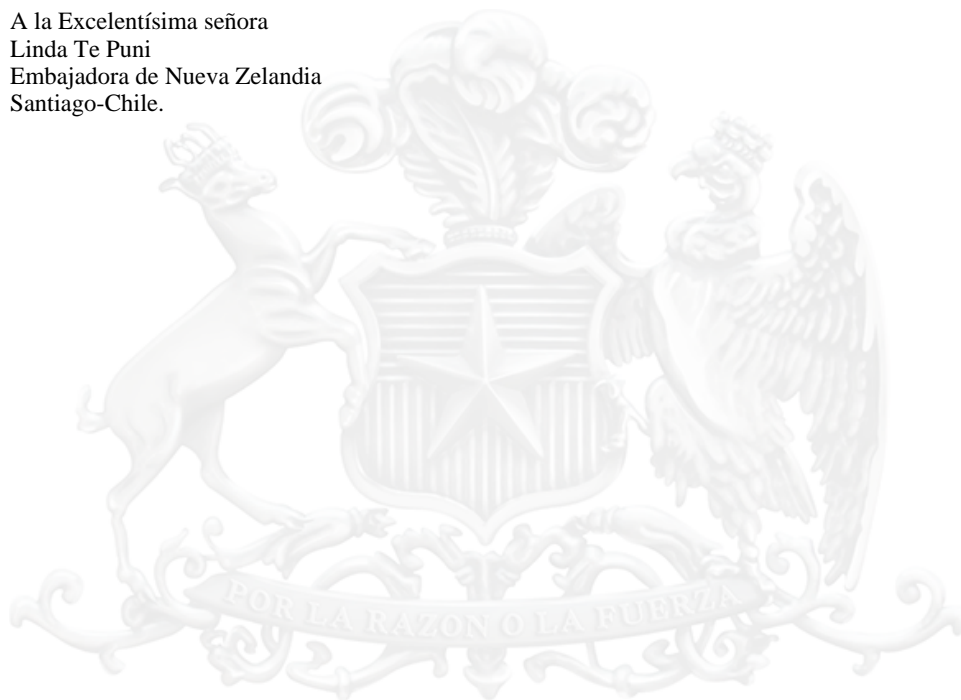 A la Excelentísima señora
Linda Te Puni
Embajadora de Nueva Zelandia
Santiago-Chile.
POR LA RAZON O LA FUERZA